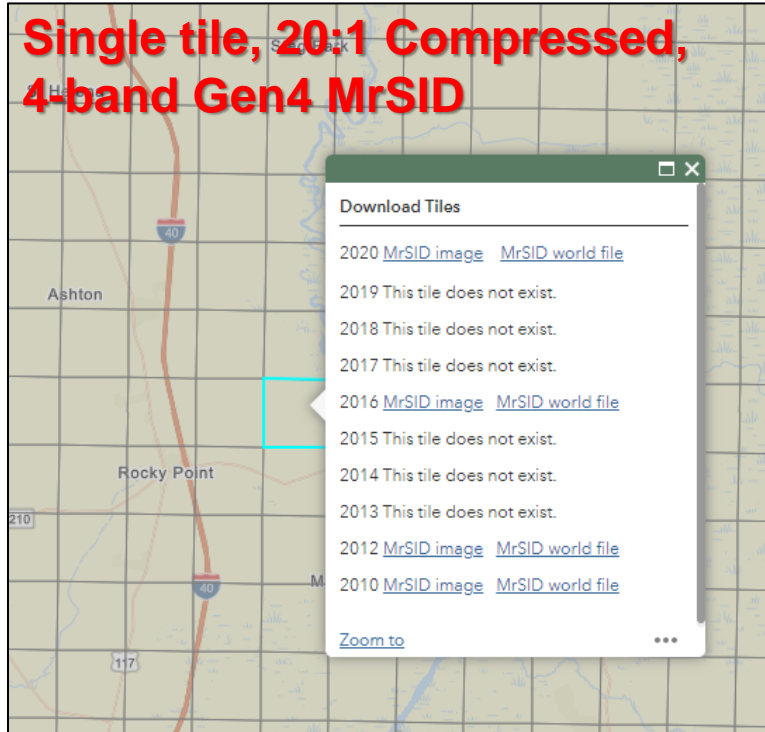 Single tile, 20:1 Compressed,
4-band Gen4 MrSID
40
Ashton
Rocky Point
210
40
117
Download Tiles
2020 MrSID image MrSID world file
2019 This tile does not exist.
2018 This tile does not exist.
2017 This tile does not exist.
2016 MrSID image MrSID world file
2015 This tile does not exist.
2014 This tile does not exist.
2013 This tile does not exist.
2012 MrSID image MrSID world file
2010 MrSID image MrSID world file
Zoom to